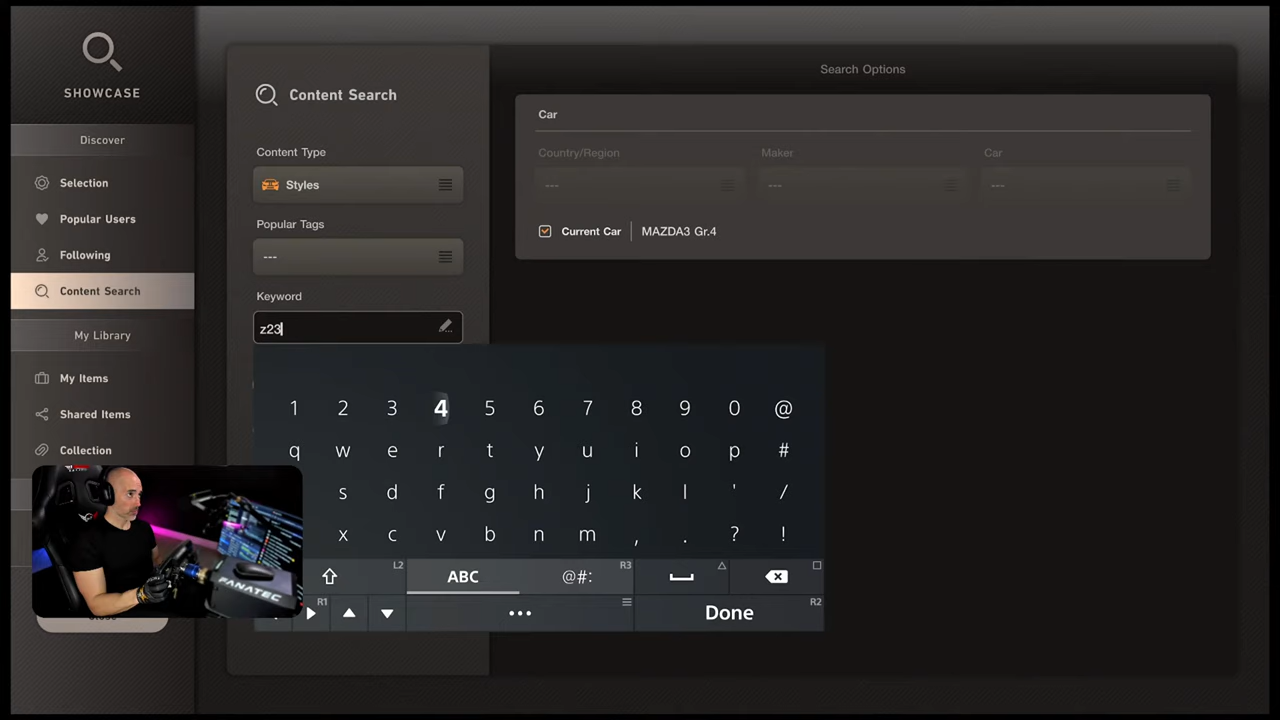 SHOWCASE
Discover
Selection
Popular Users
Following
Content Search
My Library
My Items
Shared Items
Collection
Content Search
Content Type
Styles
Popular Tags
---
Keyword
z23
Search Options
Car
Country/Region Maker Car
--- --- ---
Current Car MAZDA3 Gr.4
1 2 3 4 5 6 7 8 9 0 @
q w e r t y u i o p #
s d f g h j k l ' /
x c v b n m , . ? !
L2 ABC @#: R3
R1 ... Done R2
FANATEC